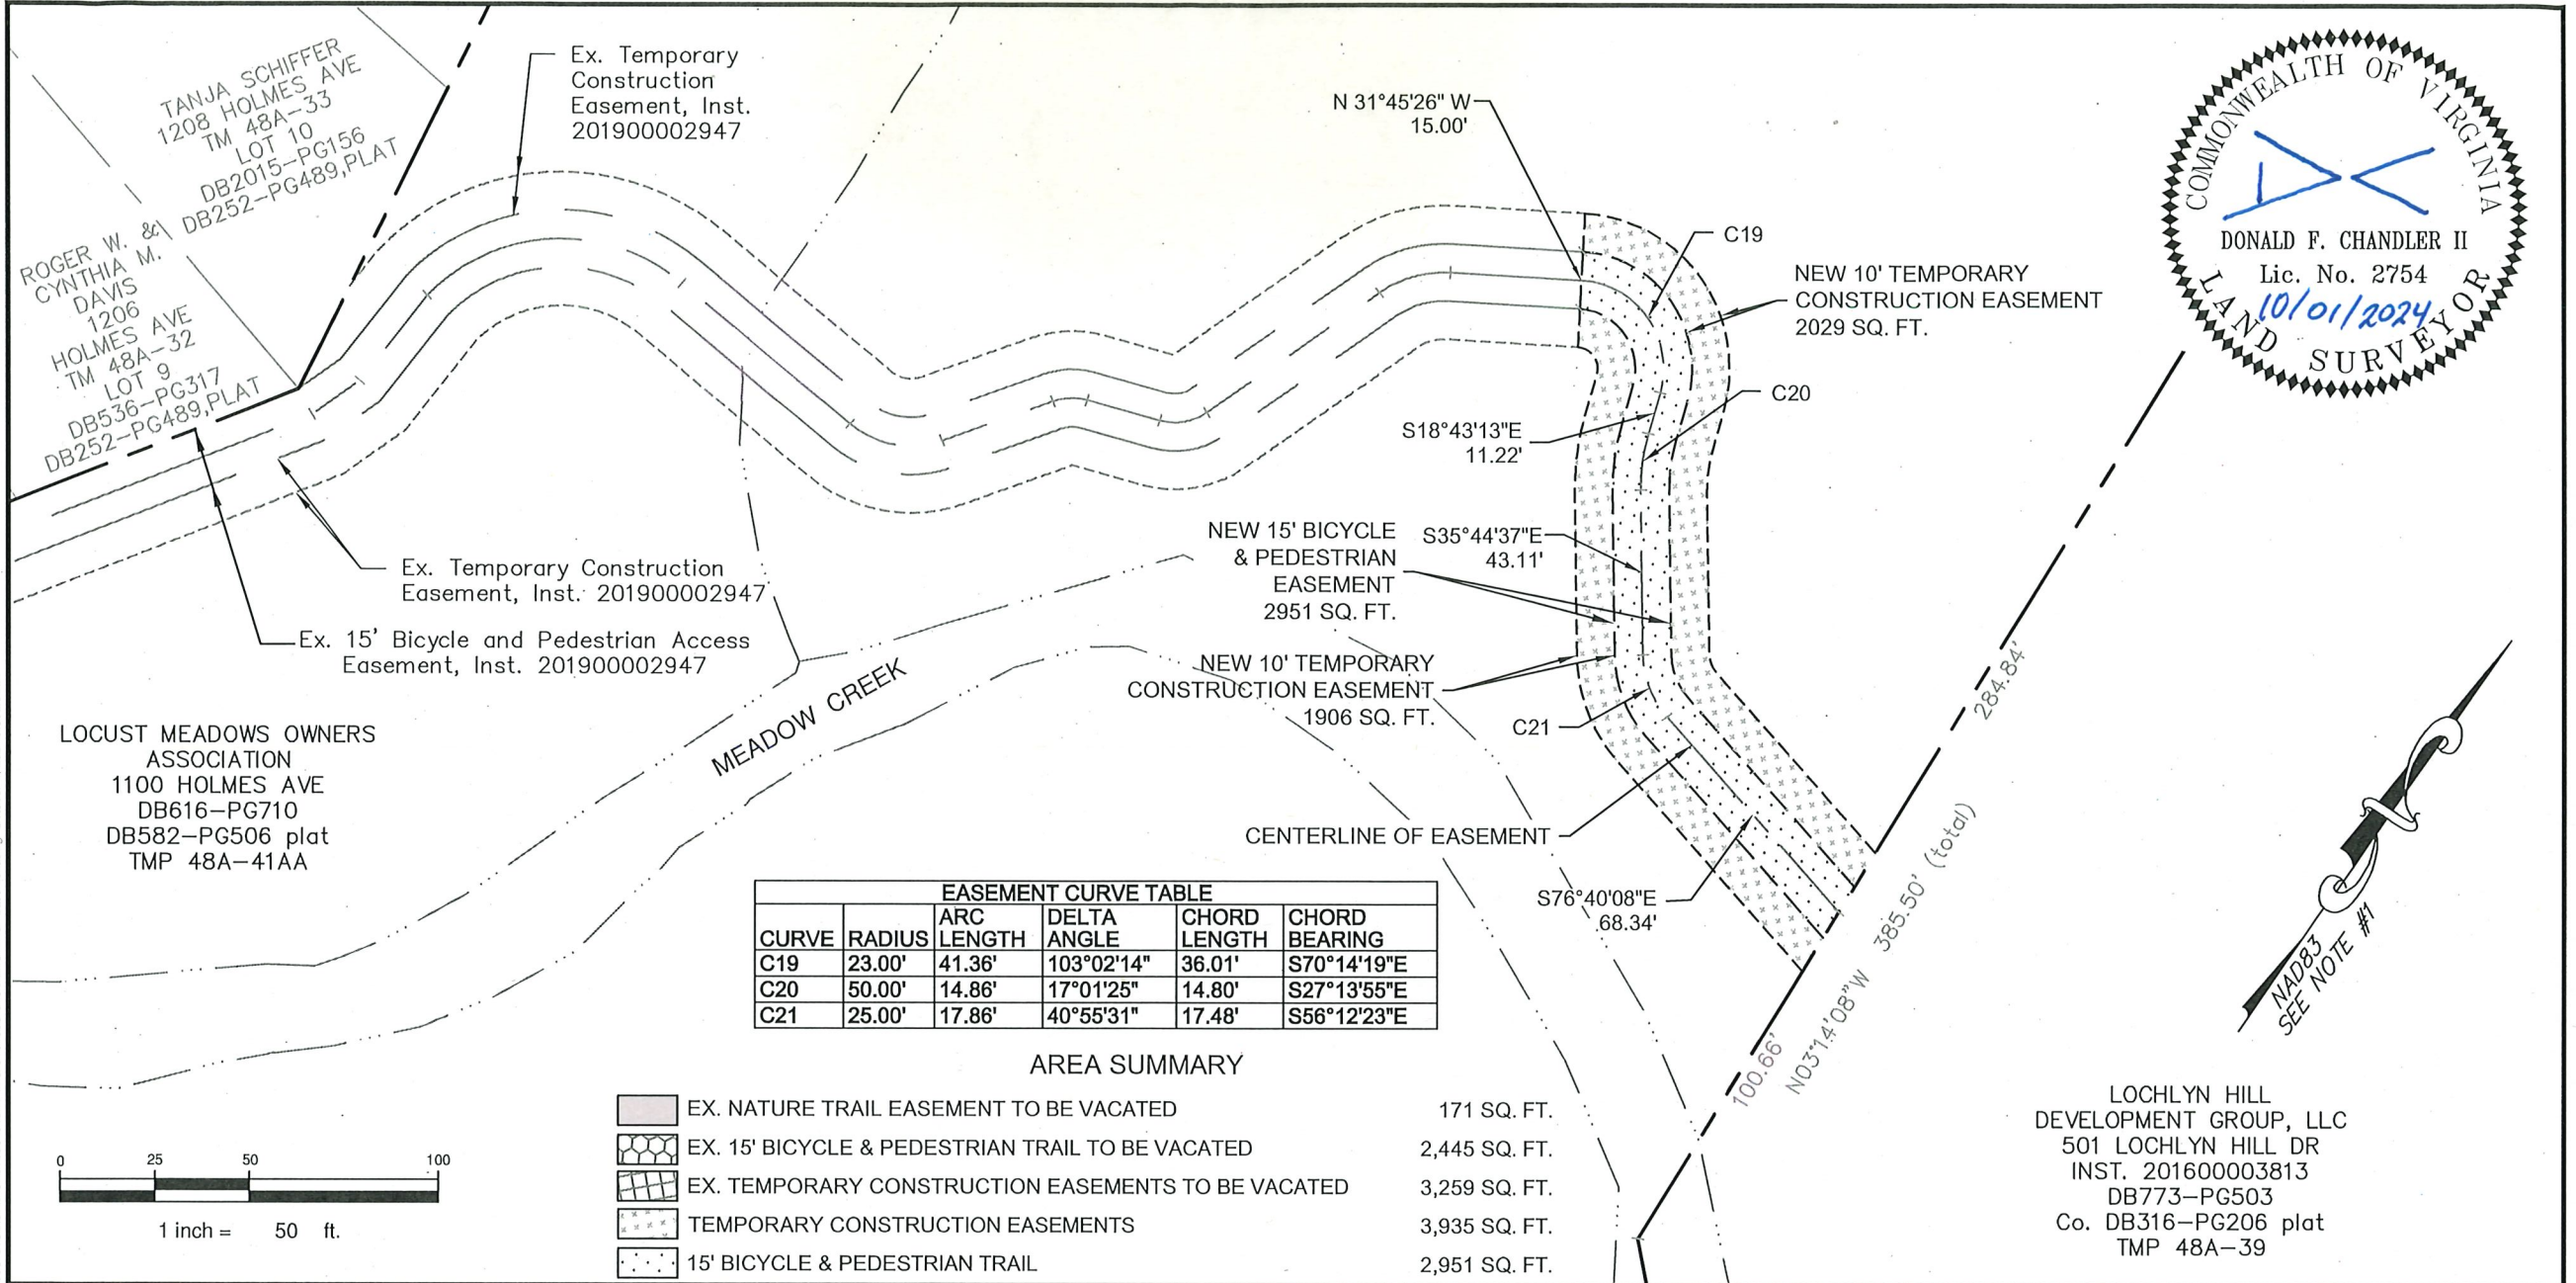 TANJA SCHIFFER
1208 HOLMES AVE
TM 48A-33
LOT 10
DB2015-PG156
DB252-PG489,PLAT
ROGER W. &
CYNTHIA M.
DAVIS
1206
HOLMES AVE
TM 48A-32
LOT 9
DB536-PG317
DB252-PG489,PLAT
Ex. Temporary
Construction
Easement, Inst.
201900002947
N 31°45'26" W
15.00'
C19
NEW 10' TEMPORARY
CONSTRUCTION EASEMENT
2029 SQ. FT.
COMMONWEALTH OF VIRGINIA
DONALD F. CHANDLER II
Lic. No. 2754
10/01/2024
LAND SURVEYOR
C20
S18°43'13"E
11.22'
NEW 15' BICYCLE
& PEDESTRIAN
EASEMENT
2951 SQ. FT.
S35°44'37"E
43.11'
Ex. Temporary Construction
Easement, Inst. 201900002947
Ex. 15' Bicycle and Pedestrian Access
Easement, Inst. 201900002947
NEW 10' TEMPORARY
CONSTRUCTION EASEMENT
1906 SQ. FT.
C21
284.84'
MEADOW CREEK
LOCUST MEADOWS OWNERS
ASSOCIATION
1100 HOLMES AVE
DB616-PG710
DB582-PG506 plat
TMP 48A-41AA
CENTERLINE OF EASEMENT
S76°40'08"E
68.34'
N03°14'08"W 385.50' (total)
100.66'
NAD83
SEE NOTE #1
EASEMENT CURVE TABLE
CURVE RADIUS ARC LENGTH DELTA ANGLE CHORD LENGTH CHORD BEARING
C19 23.00' 41.36' 103°02'14" 36.01' S70°14'19"E
C20 50.00' 14.86' 17°01'25" 14.80' S27°13'55"E
C21 25.00' 17.86' 40°55'31" 17.48' S56°12'23"E
AREA SUMMARY
EX. NATURE TRAIL EASEMENT TO BE VACATED 171 SQ. FT.
EX. 15' BICYCLE & PEDESTRIAN TRAIL TO BE VACATED 2,445 SQ. FT.
EX. TEMPORARY CONSTRUCTION EASEMENTS TO BE VACATED 3,259 SQ. FT.
TEMPORARY CONSTRUCTION EASEMENTS 3,935 SQ. FT.
15' BICYCLE & PEDESTRIAN TRAIL 2,951 SQ. FT.
0 25 50 100
1 inch = 50 ft.
LOCHLYN HILL
DEVELOPMENT GROUP, LLC
501 LOCHLYN HILL DR
INST. 201600003813
DB773-PG503
Co. DB316-PG206 plat
TMP 48A-39